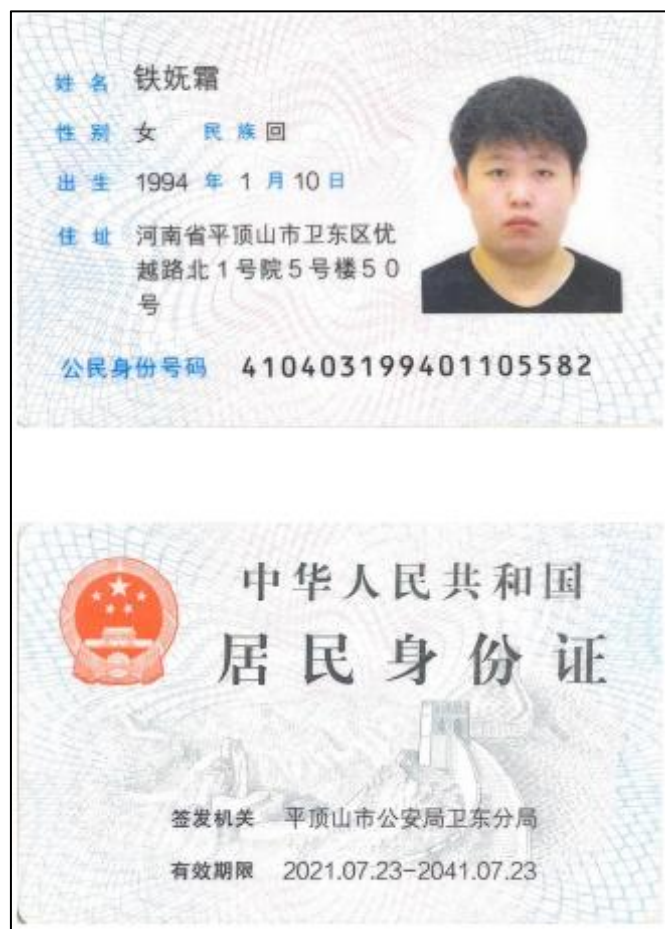 姓名 铁妩霜
性别 女 民族 回
出生 1994 年 1 月 10 日
住址 河南省平顶山市卫东区优
越路北1号院5号楼50
号
公民身份号码 410403199401105582
中华人民共和国
居民身份证
签发机关 平顶山市公安局卫东分局
有效期限 2021.07.23-2041.07.23